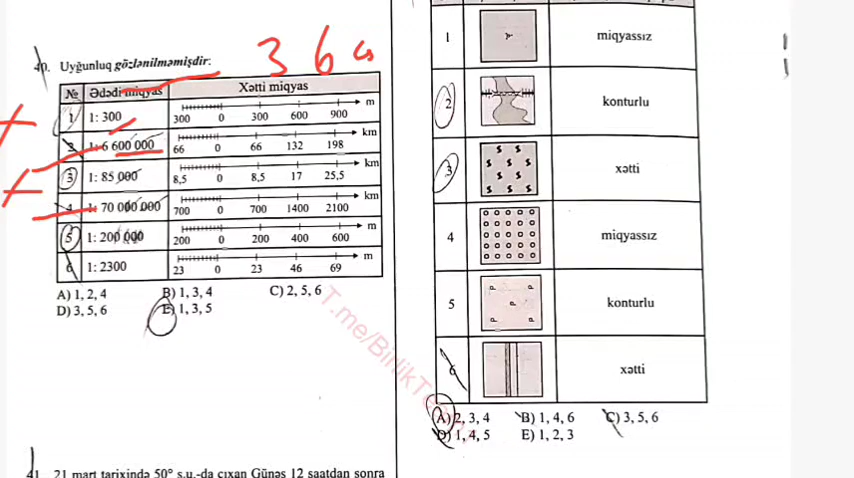 40. Uyğunluq gözlənilməmişdir:
36
№ Ədədi miqyas Xətti miqyas
1 1: 300 300 0 300 600 900 m
2 1: 6 600 000 66 0 66 132 198 km
3 1: 85 000 8,5 0 8,5 17 25,5 km
4 1: 70 000 000 700 0 700 1400 2100 km
5 1: 200 000 200 0 200 400 600 m
6 1: 2300 23 0 23 46 69 m
A) 1, 2, 4 B) 1, 3, 4 C) 2, 5, 6
D) 3, 5, 6 E) 1, 3, 5
41. 21 mart tarixində 50° ş.u.-da çıxan Günəş 12 saatdan sonra
1 miqyassız
2 konturlu
3 xətti
4 miqyassız
5 konturlu
6 xətti
A) 2, 3, 4 B) 1, 4, 6 C) 3, 5, 6
D) 1, 4, 5 E) 1, 2, 3